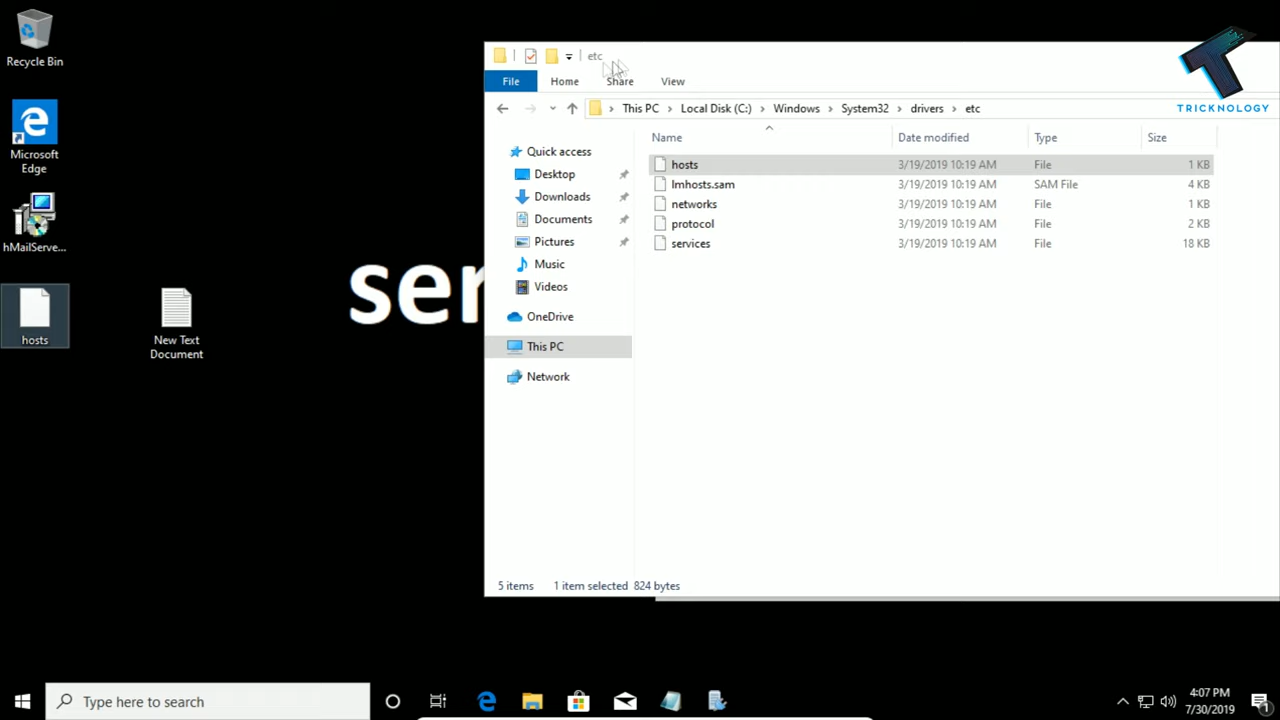 Recycle Bin
Microsoft
Edge
hMailServe...
hosts
New Text
Document
ser
etc
File
Home
Share
View
This PC
Local Disk (C:)
Windows
System32
drivers
etc
Quick access
Desktop
Downloads
Documents
Pictures
Music
Videos
OneDrive
This PC
Network
Name Date modified Type Size
hosts 3/19/2019 10:19 AM File 1 KB
lmhosts.sam 3/19/2019 10:19 AM SAM File 4 KB
networks 3/19/2019 10:19 AM File 1 KB
protocol 3/19/2019 10:19 AM File 2 KB
services 3/19/2019 10:19 AM File 18 KB
5 items 1 item selected 824 bytes
TRICKNOLOGY
Type here to search
4:07 PM
7/30/2019
1